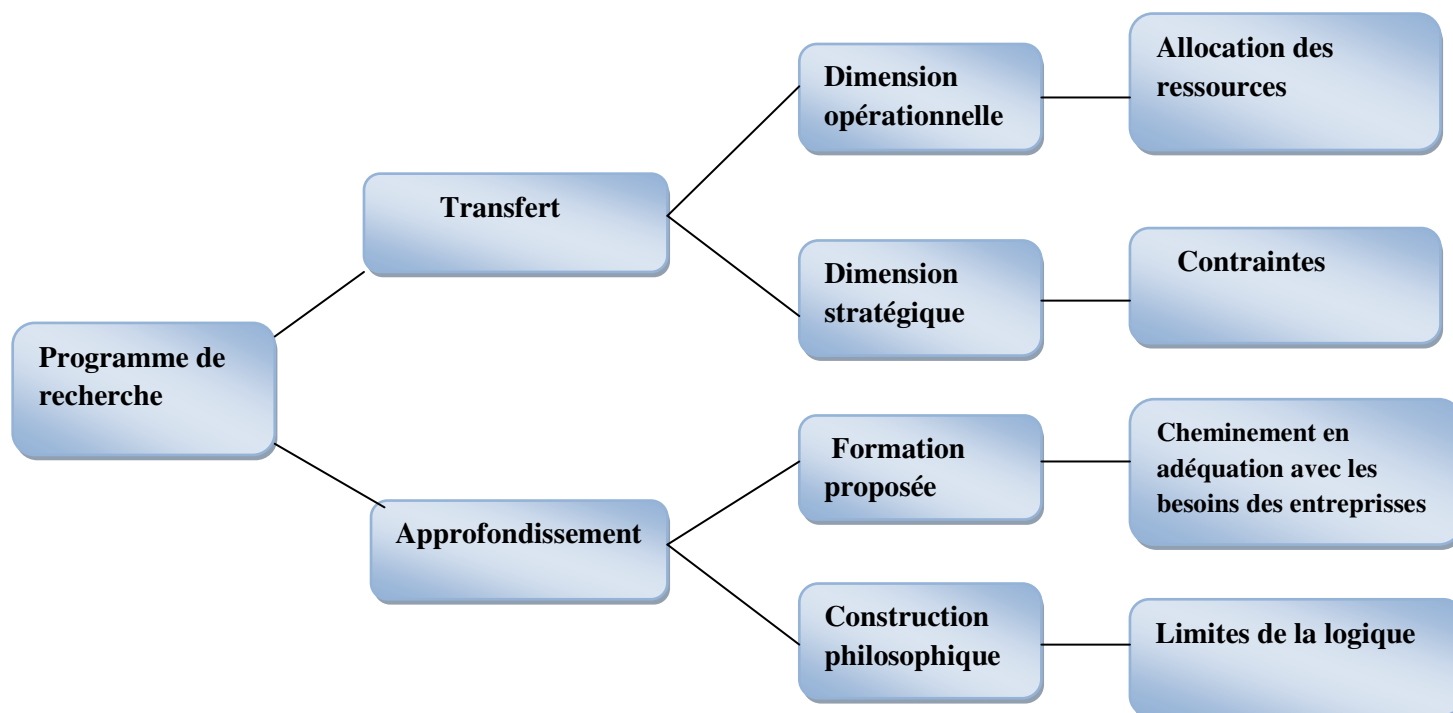 Programme de
recherche
Transfert
Approfondissement
Dimension
opérationnelle
Dimension
stratégique
Formation
proposée
Construction
philosophique
Allocation des
ressources
Contraintes
Cheminement en
adéquation avec les
besoins des entreprises
Limites de la logique